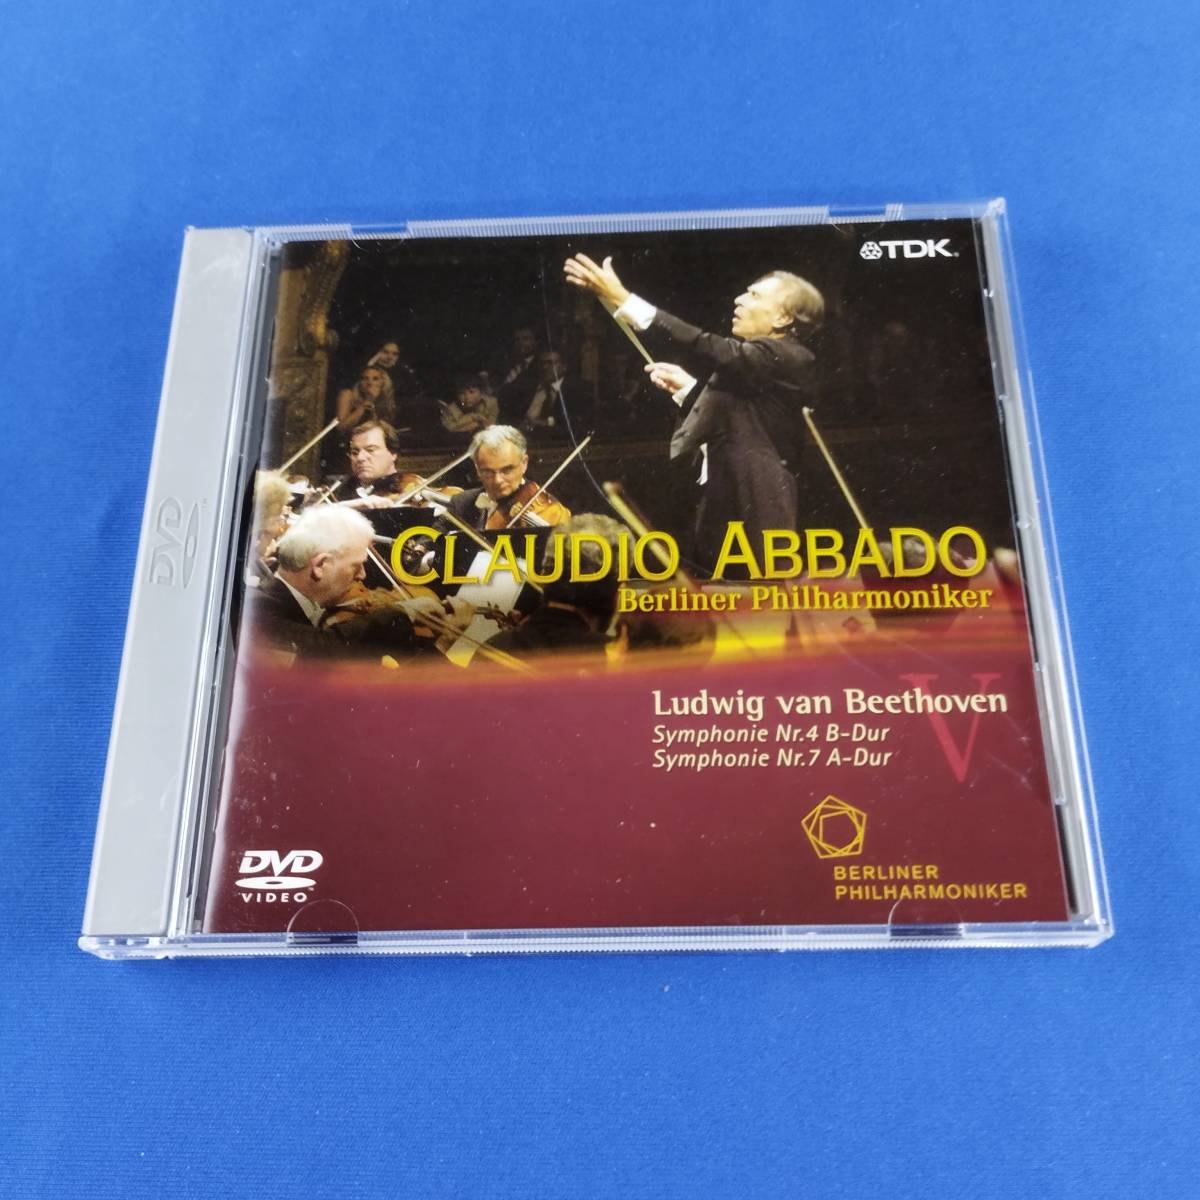 TDK
CLAUDIO ABBADO
Berliner Philharmoniker
Ludwig van Beethoven
Symphonie Nr.4 B-Dur
Symphonie Nr.7 A-Dur
V
BERLINER
PHILHARMONIKER
DVD
VIDEO
DVD